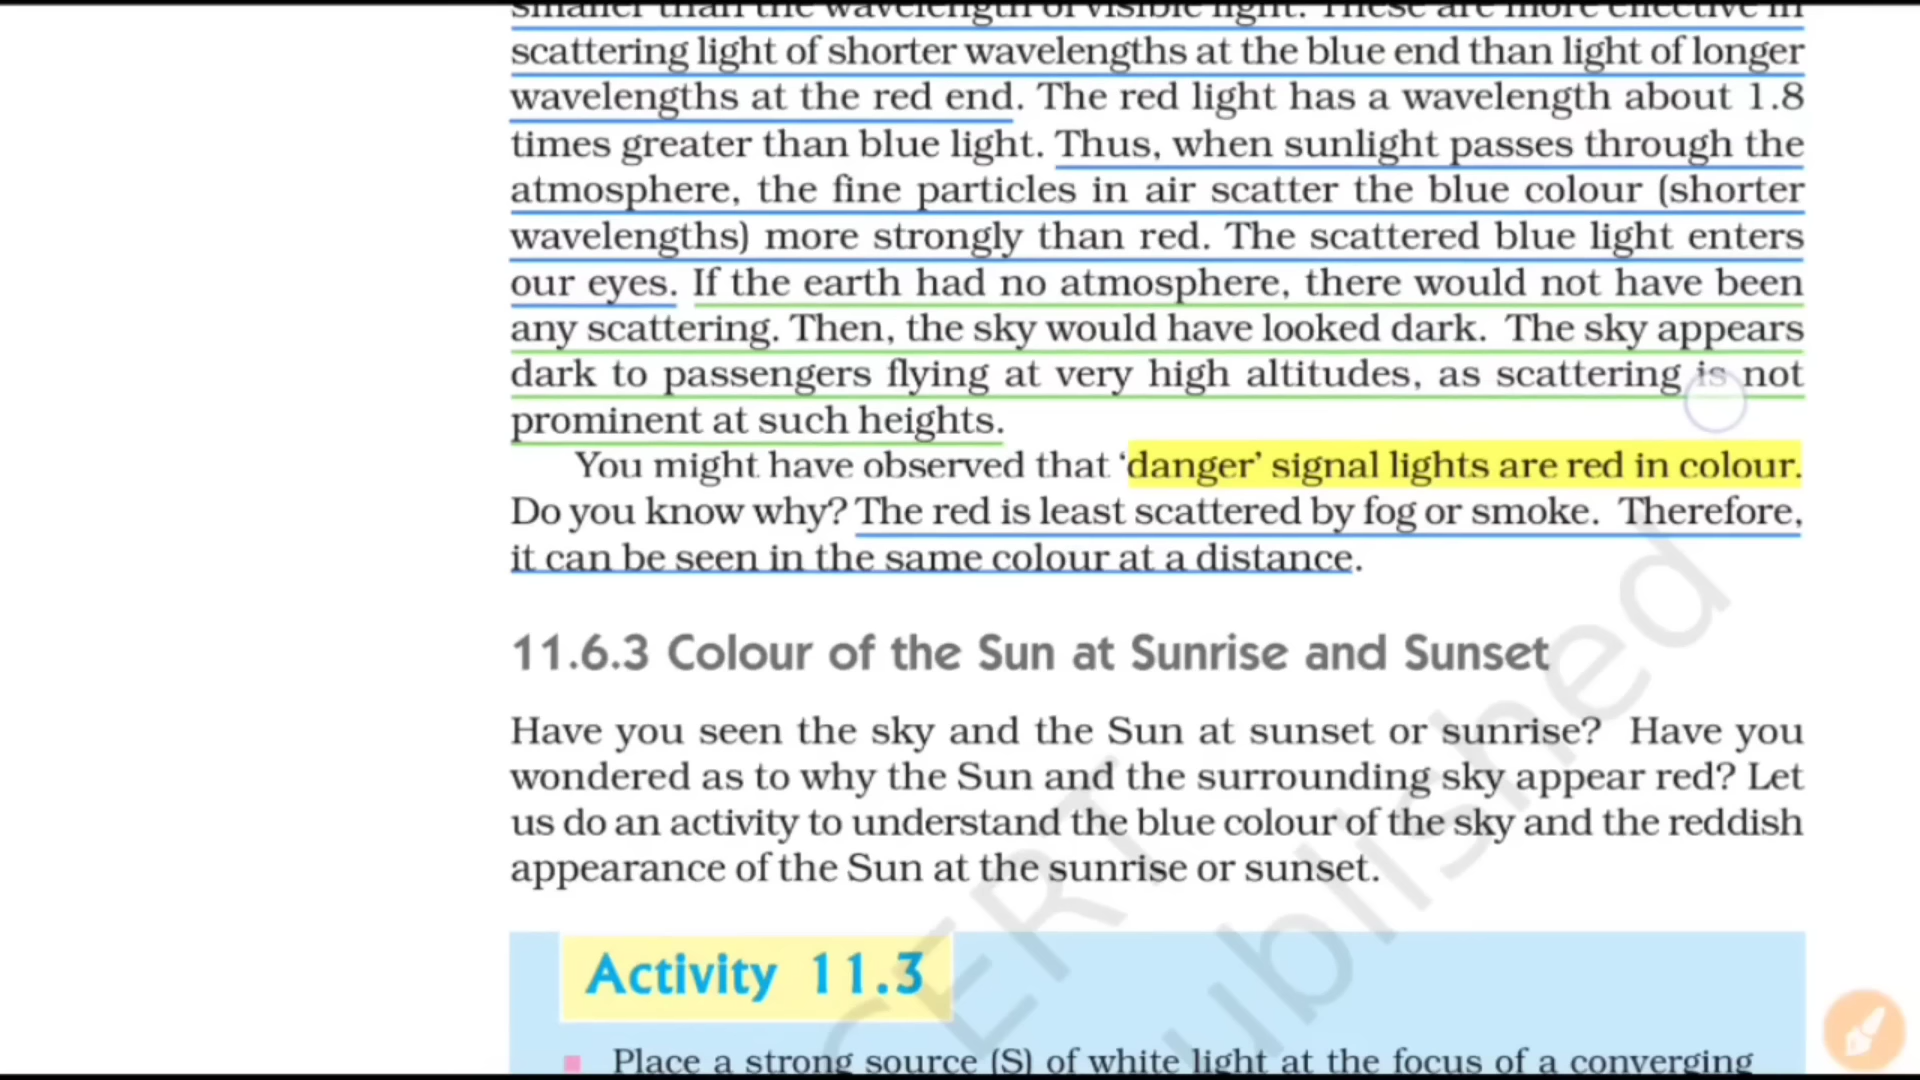 smaller than the wavelength of visible light. These are more effective in
scattering light of shorter wavelengths at the blue end than light of longer
wavelengths at the red end. The red light has a wavelength about 1.8
times greater than blue light. Thus, when sunlight passes through the
atmosphere, the fine particles in air scatter the blue colour (shorter
wavelengths) more strongly than red. The scattered blue light enters
our eyes. If the earth had no atmosphere, there would not have been
any scattering. Then, the sky would have looked dark. The sky appears
dark to passengers flying at very high altitudes, as scattering is not
prominent at such heights.
You might have observed that ‘danger’ signal lights are red in colour.
Do you know why? The red is least scattered by fog or smoke. Therefore,
it can be seen in the same colour at a distance.
11.6.3 Colour of the Sun at Sunrise and Sunset
Have you seen the sky and the Sun at sunset or sunrise? Have you
wondered as to why the Sun and the surrounding sky appear red? Let
us do an activity to understand the blue colour of the sky and the reddish
appearance of the Sun at the sunrise or sunset.
Activity 11.3
Place a strong source (S) of white light at the focus of a converging
CERT
ublished